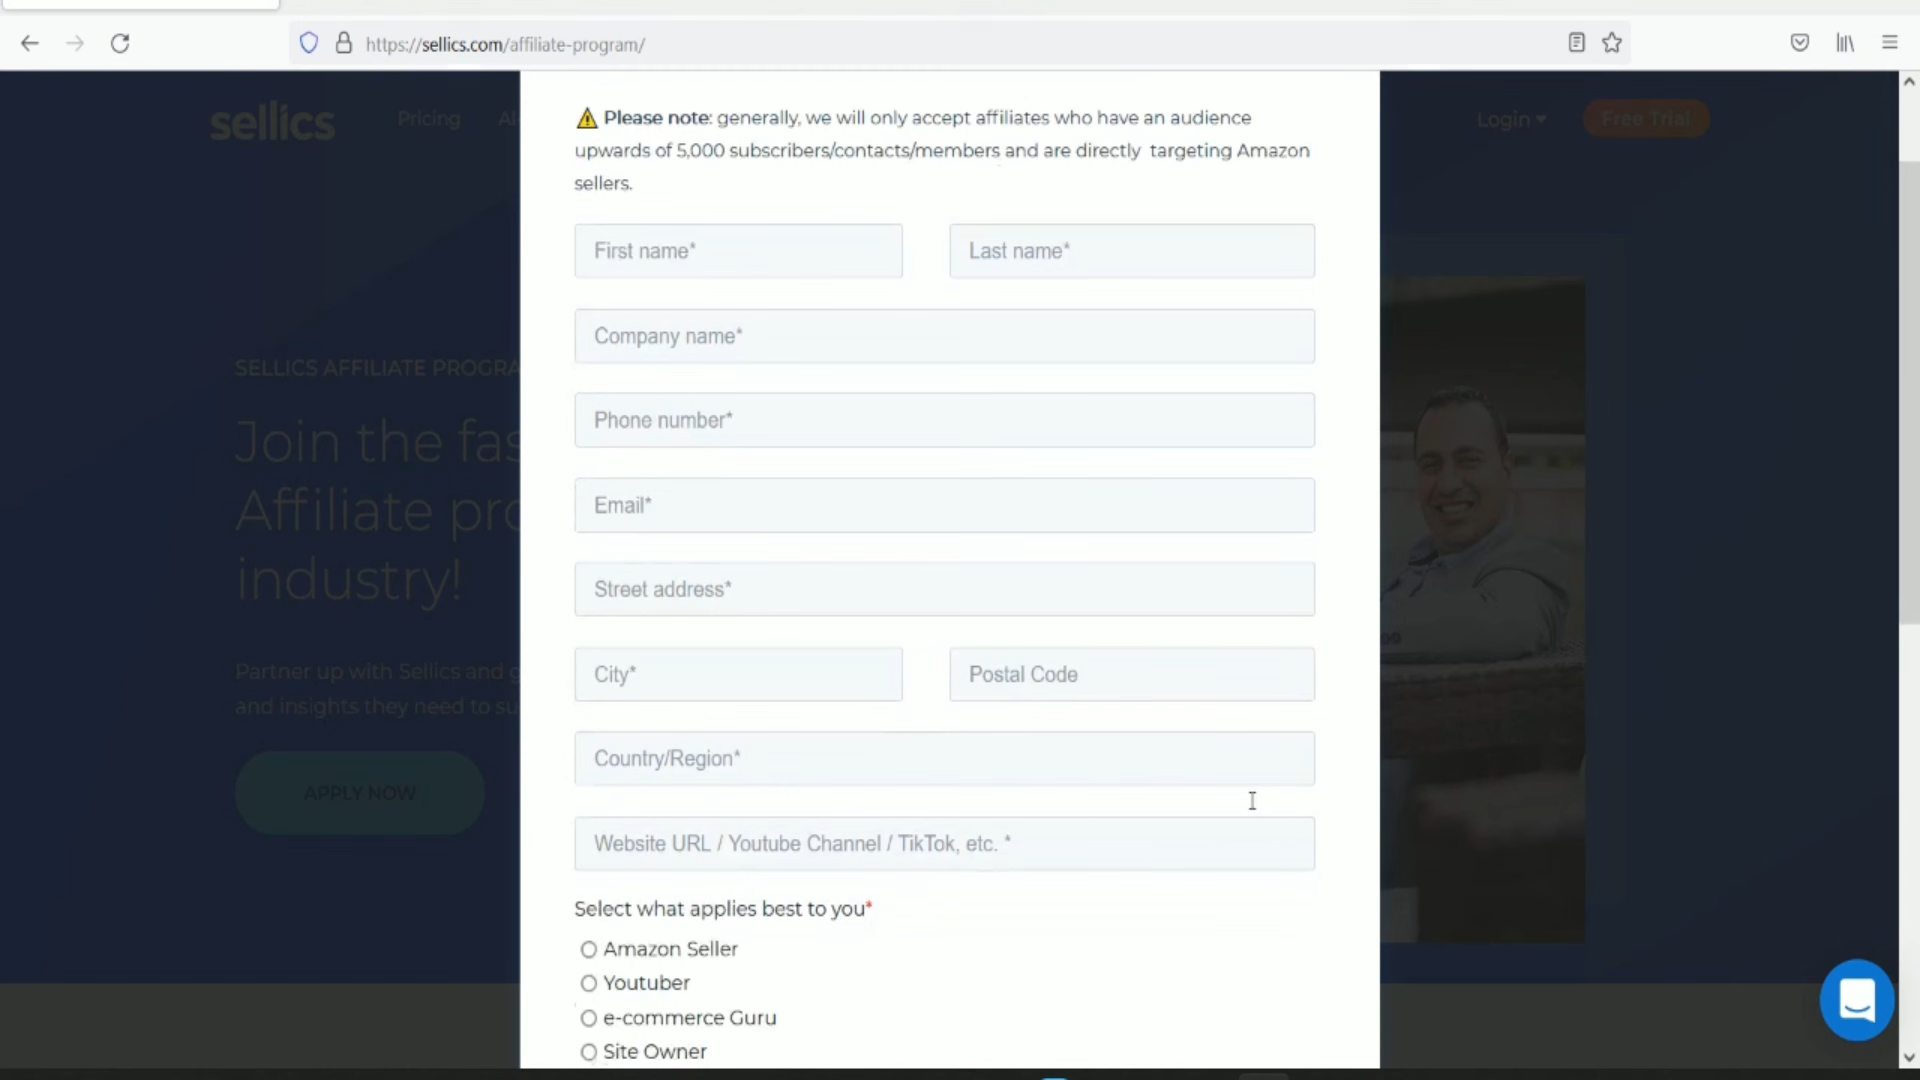 https://sellics.com/affiliate-program/
sellics
Pricing
Login
Free Trial
⚠ Please note: generally, we will only accept affiliates who have an audience
upwards of 5,000 subscribers/contacts/members and are directly targeting Amazon
sellers.
First name*
Last name*
Company name*
Phone number*
Email*
Street address*
City*
Postal Code
Country/Region*
Website URL / Youtube Channel / TikTok, etc. *
Select what applies best to you*
Amazon Seller
Youtuber
e-commerce Guru
Site Owner
SELLICS AFFILIATE PROGRA
Join the fas
Affiliate pro
industry!
Partner up with Sellics and g
and insights they need to su
APPLY NOW